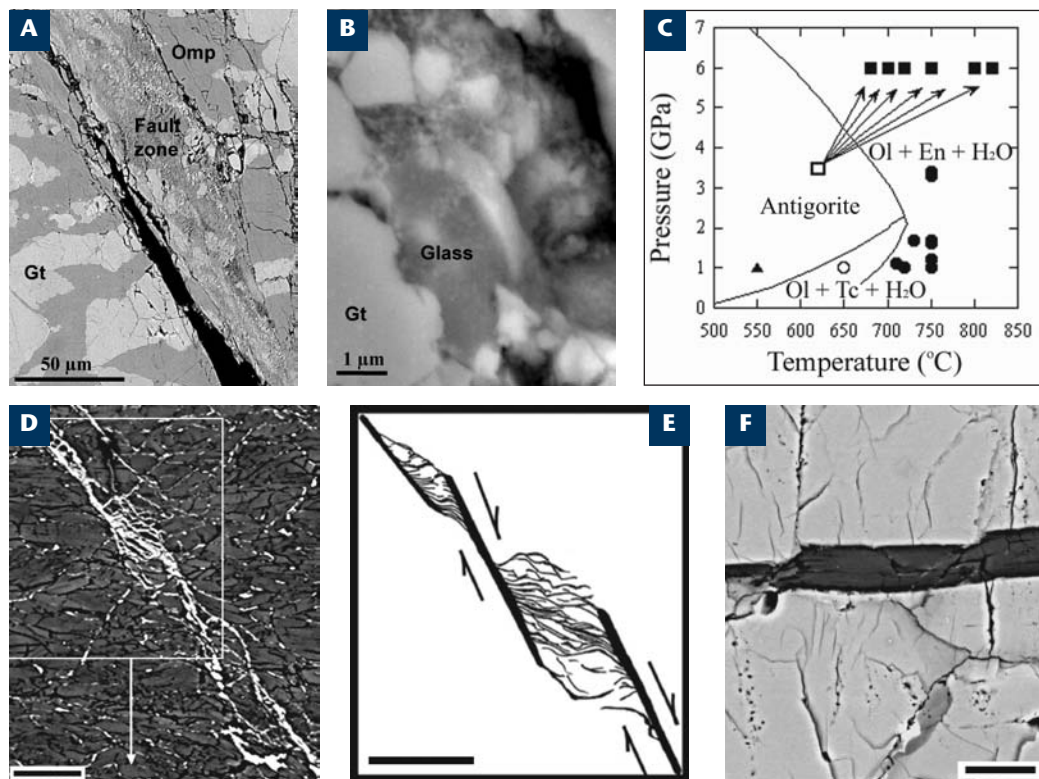 A
Omp
Fault
zone
Gt
50 µm
B
Glass
Gt
1 µm
C
Pressure (GPa)
7
6
5
4
3
2
1
0
Ol + En + H₂O
Antigorite
Ol + Tc + H₂O
500 550 600 650 700 750 800 850
Temperature (°C)
D
E
F